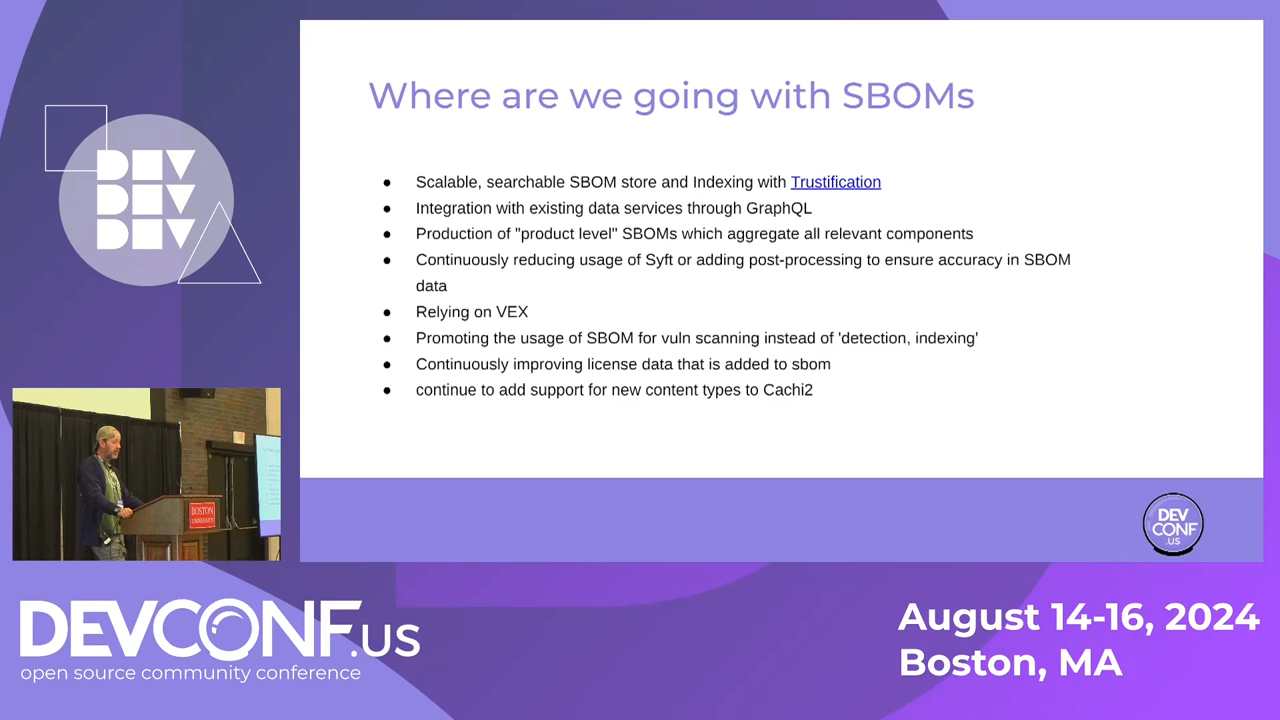 Where are we going with SBOMs
● Scalable, searchable SBOM store and Indexing with Trustification
● Integration with existing data services through GraphQL
● Production of "product level" SBOMs which aggregate all relevant components
● Continuously reducing usage of Syft or adding post-processing to ensure accuracy in SBOM
data
● Relying on VEX
● Promoting the usage of SBOM for vuln scanning instead of 'detection, indexing'
● Continuously improving license data that is added to sbom
● continue to add support for new content types to Cachi2
DEV
CONF
.US
DEV
DEV
DEV
BOSTON
UNIVERSITY
DEVCONF.US
open source community conference
August 14-16, 2024
Boston, MA